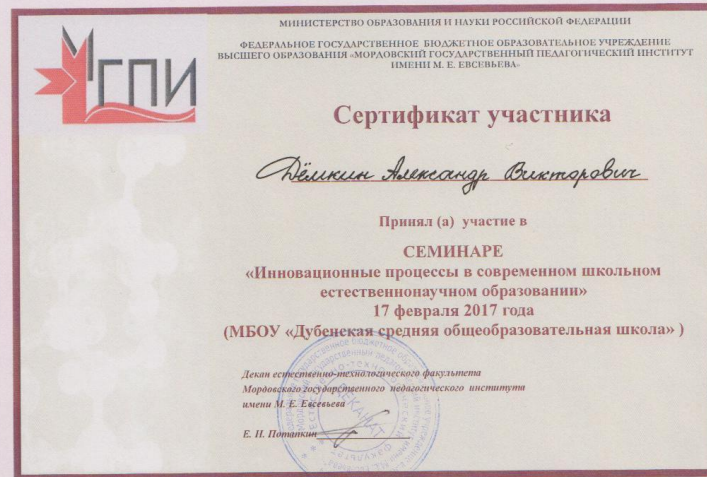 МГПИ
МИНИСТЕРСТВО ОБРАЗОВАНИЯ И НАУКИ РОССИЙСКОЙ ФЕДЕРАЦИИ
ФЕДЕРАЛЬНОЕ ГОСУДАРСТВЕННОЕ БЮДЖЕТНОЕ ОБРАЗОВАТЕЛЬНОЕ УЧРЕЖДЕНИЕ
ВЫСШЕГО ОБРАЗОВАНИЯ «МОРДОВСКИЙ ГОСУДАРСТВЕННЫЙ ПЕДАГОГИЧЕСКИЙ ИНСТИТУТ
ИМЕНИ М. Е. ЕВСЕВЬЕВА»
Сертификат участника
Дёмкин Александр Викторович
Принял (а) участие в
СЕМИНАРЕ
«Инновационные процессы в современном школьном
естественнонаучном образовании»
17 февраля 2017 года
(МБОУ «Дубенская средняя общеобразовательная школа» )
Декан естественно-технологического факультета
Мордовского государственного педагогического института
имени М. Е. Евсевьева
Е. Н. Потапкин
ДЕКАНАТ